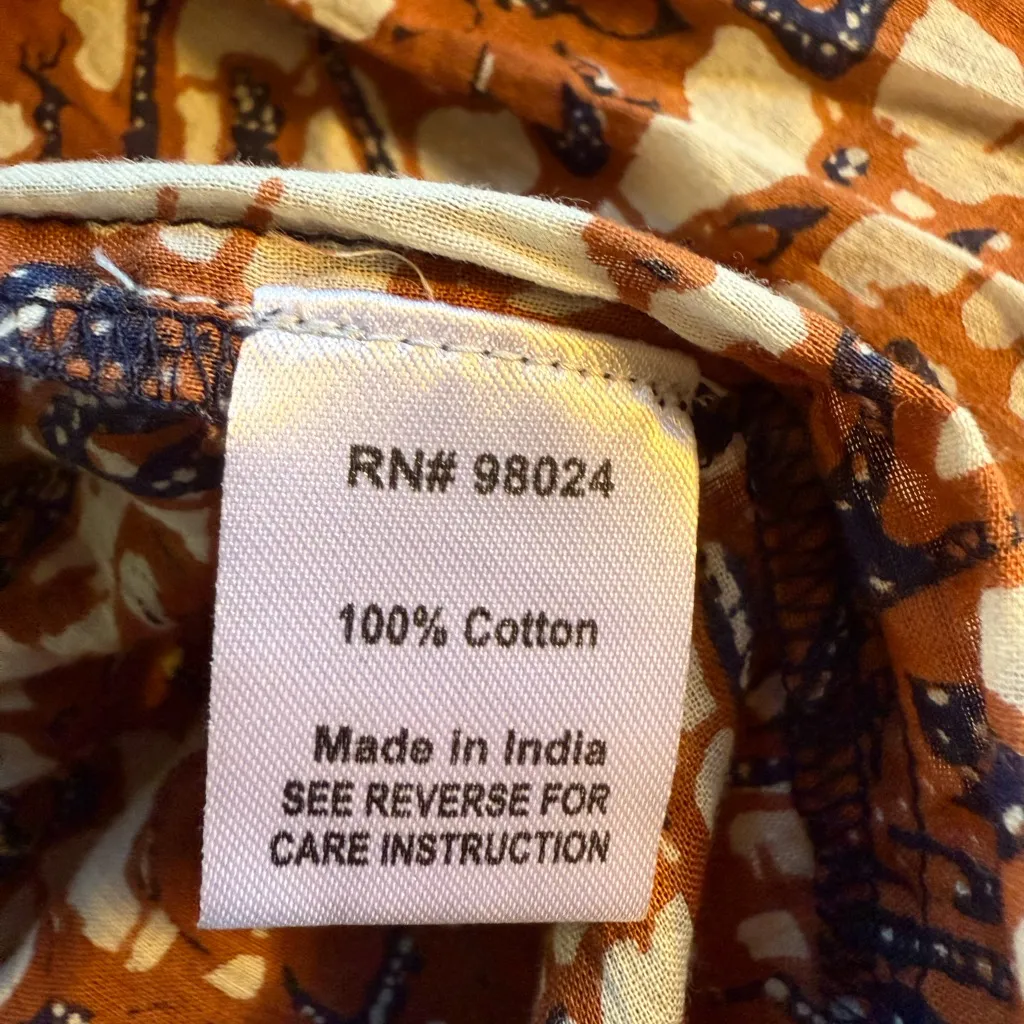 RN# 98024
100% Cotton
Made in India
SEE REVERSE FOR
CARE INSTRUCTION